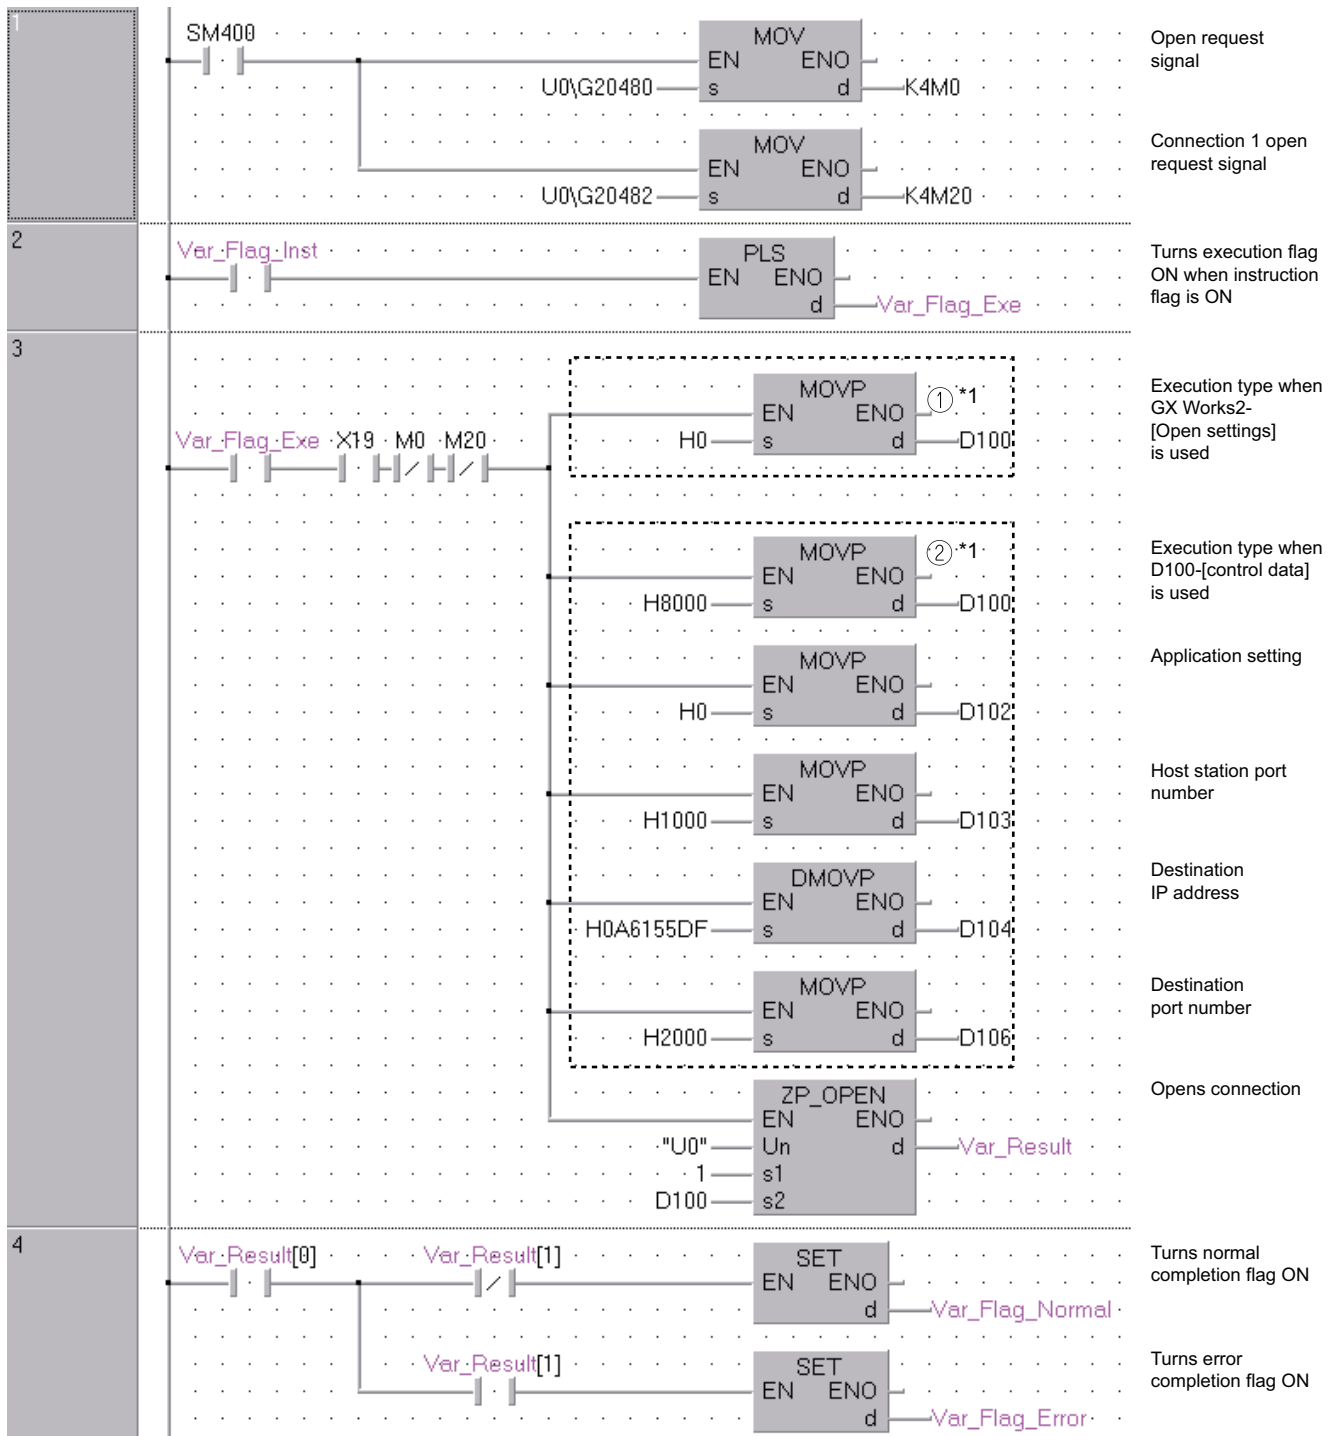 1
SM400
MOV
EN ENO
U0\G20480 s d K4M0
Open request
signal
MOV
EN ENO
U0\G20482 s d K4M20
Connection 1 open
request signal
2
Var_Flag_Inst
PLS
EN ENO
d Var_Flag_Exe
Turns execution flag
ON when instruction
flag is ON
3
Var_Flag_Exe X19 M0 M20
MOVP
EN ENO
① *1
H0 s d D100
Execution type when
GX Works2-
[Open settings]
is used
MOVP
EN ENO
② *1
H8000 s d D100
Execution type when
D100-[control data]
is used
MOVP
EN ENO
H0 s d D102
Application setting
MOVP
EN ENO
H1000 s d D103
Host station port
number
DMOVP
EN ENO
H0A6155DF s d D104
Destination
IP address
MOVP
EN ENO
H2000 s d D106
Destination
port number
ZP_OPEN
EN ENO
"U0" Un d Var_Result
1 s1
D100 s2
Opens connection
4
Var_Result[0] Var_Result[1]
SET
EN ENO
d Var_Flag_Normal
Turns normal
completion flag ON
Var_Result[1]
SET
EN ENO
d Var_Flag_Error
Turns error
completion flag ON